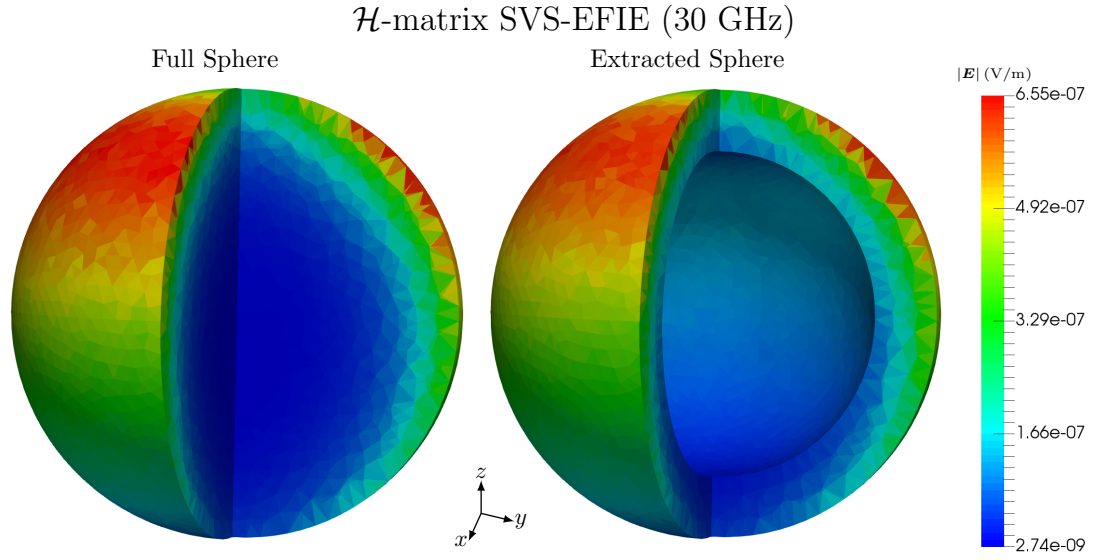 ℋ-matrix SVS-EFIE (30 GHz)
Full Sphere
Extracted Sphere
|E| (V/m)
6.55e-07
4.92e-07
3.29e-07
1.66e-07
2.74e-09
z
y
x